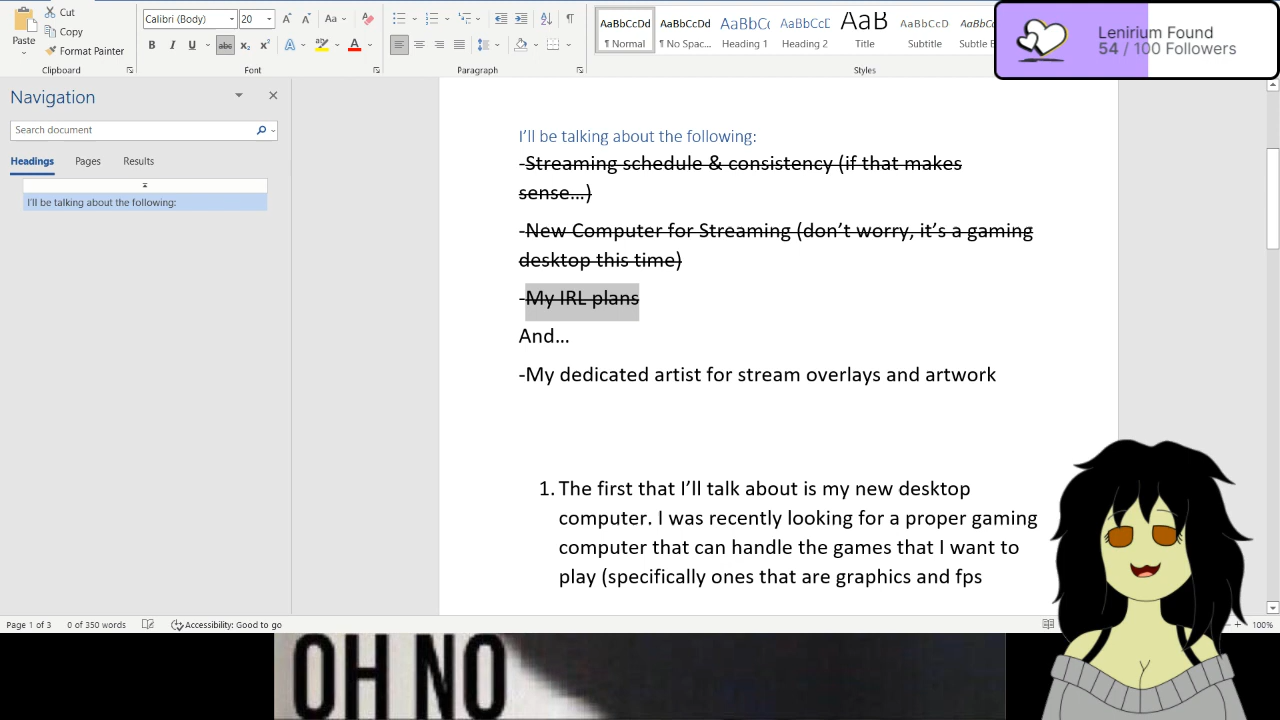 Cut
Copy
Format Painter
Paste
Clipboard
Calibri (Body)
20
Font
Paragraph
AaBbCcDd
¶ Normal
AaBbCcDd
¶ No Spac...
AaBbCc
Heading 1
AaBbCcD
Heading 2
AaB
Title
AaBbCcD
Subtitle
AaBbCcD
Subtle E
Styles
Lenirium Found
54 / 100 Followers
Navigation
Search document
Headings
Pages
Results
I'll be talking about the following:
I'll be talking about the following:
-Streaming schedule & consistency (if that makes
sense...)
-New Computer for Streaming (don't worry, it's a gaming
desktop this time)
-My IRL plans
And...
-My dedicated artist for stream overlays and artwork
1. The first that I'll talk about is my new desktop
computer. I was recently looking for a proper gaming
computer that can handle the games that I want to
play (specifically ones that are graphics and fps
Page 1 of 3
0 of 350 words
Accessibility: Good to go
100%
OH NO